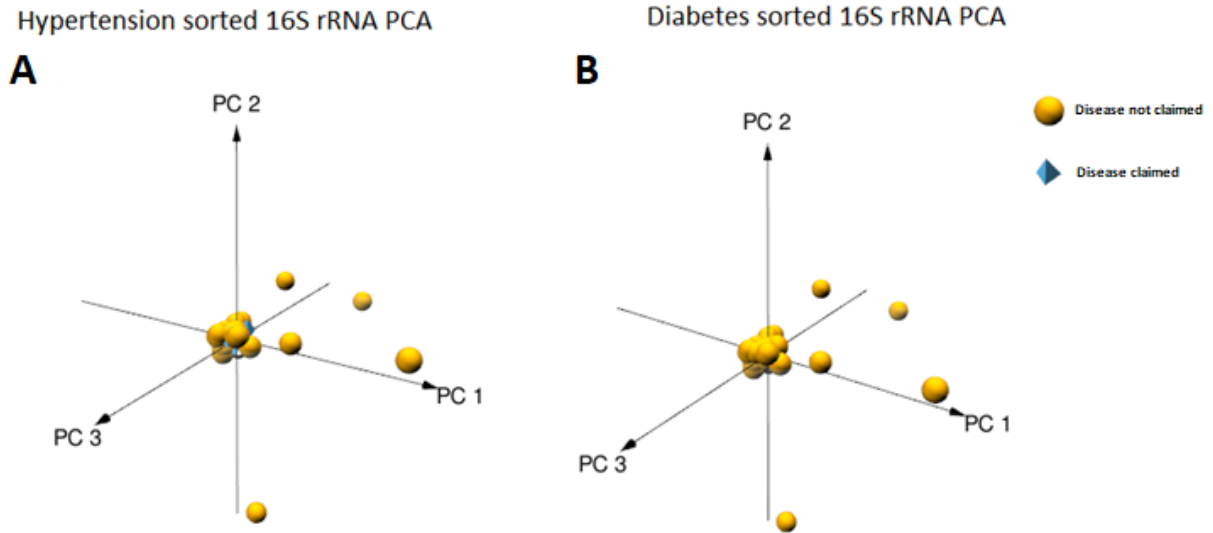 Hypertension sorted 16S rRNA PCA
Diabetes sorted 16S rRNA PCA
A
B
PC 2
PC 2
Disease not claimed
Disease claimed
PC 1
PC 3
PC 1
PC 3